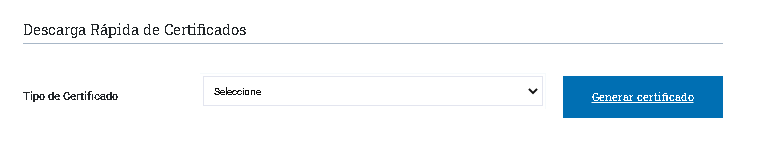 Descarga Rápida de Certificados
Tipo de Certificado
Seleccione
Generar certificado